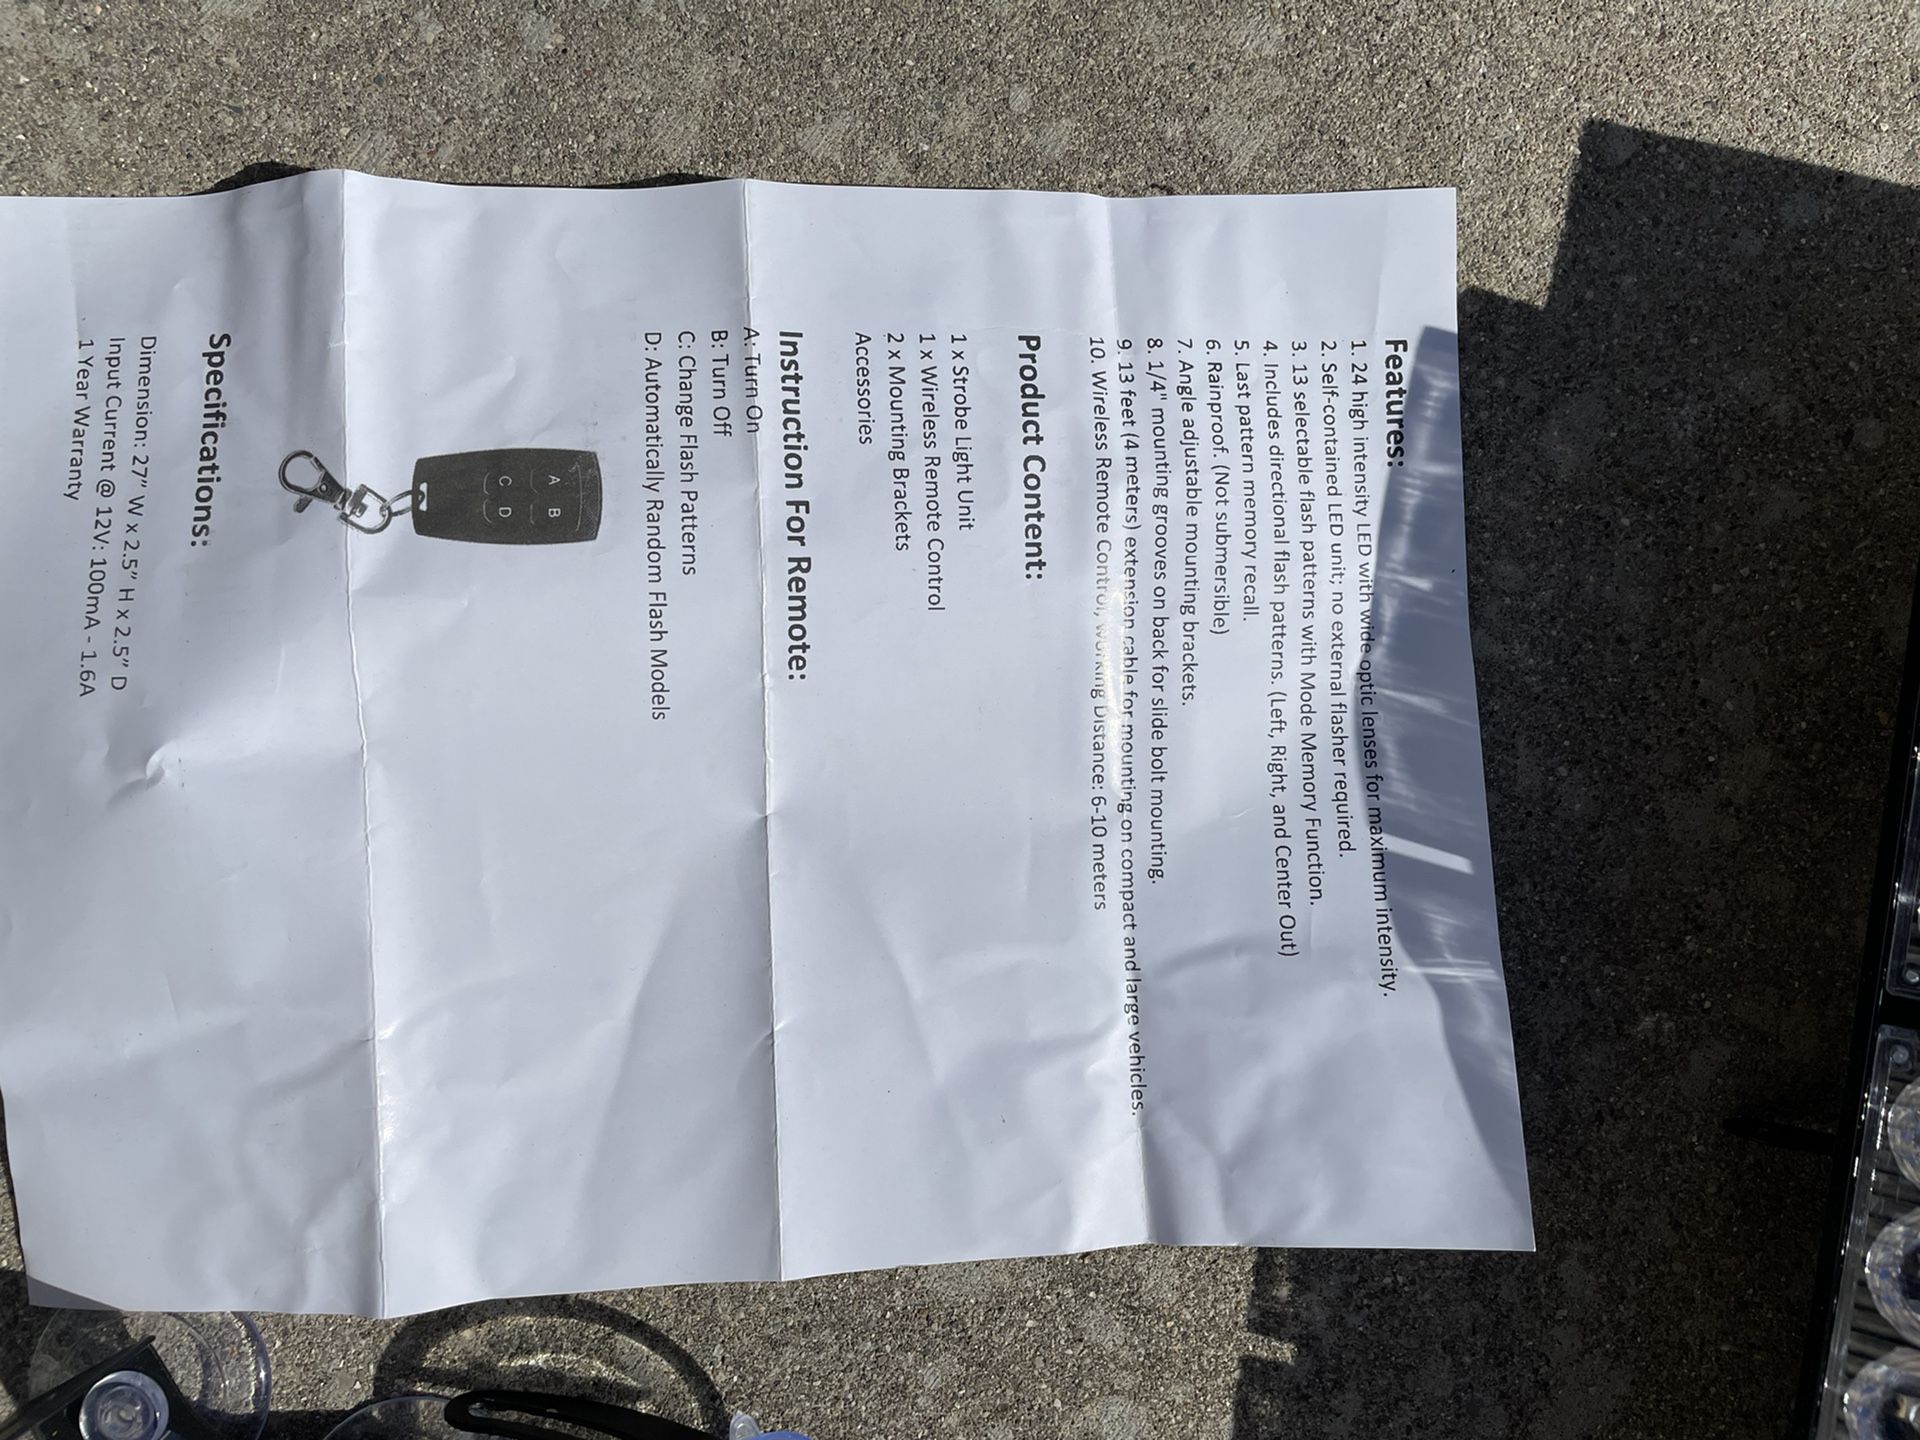 Features:
1. 24 high intensity LED with wide optic lenses for maximum intensity.
2. Self-contained LED unit; no external flasher required.
3. 13 selectable flash patterns with Mode Memory Function.
4. Includes directional flash patterns. (Left, Right, and Center Out)
5. Last pattern memory recall.
6. Rainproof. (Not submersible)
7. Angle adjustable mounting brackets.
8. 1/4" mounting grooves on back for slide bolt mounting.
9. 13 feet (4 meters) extension cable for mounting on compact and large vehicles.
10. Wireless Remote Control, working Distance: 6-10 meters
Product Content:
1 x Strobe Light Unit
1 x Wireless Remote Control
2 x Mounting Brackets
Accessories
Instruction For Remote:
A: Turn On
B: Turn Off
C: Change Flash Patterns
D: Automatically Random Flash Models
A B
C D
Specifications:
Dimension: 27” W x 2.5” H x 2.5” D
Input Current @ 12V: 100mA - 1.6A
1 Year Warranty